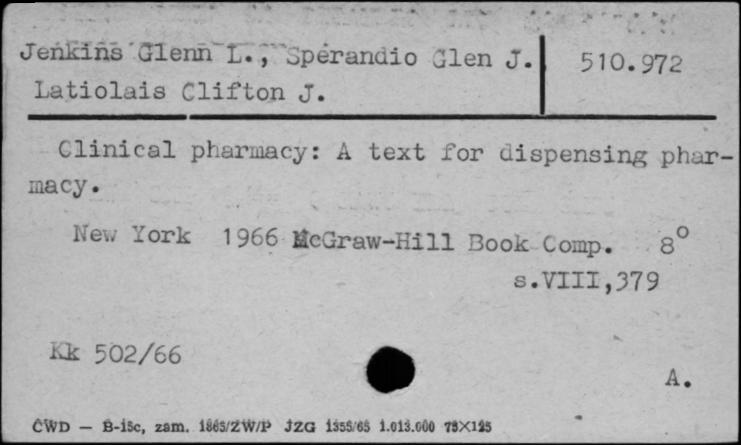 Jenkins Glenn L., Sperandio Glen J. 510.972
Latiolais Clifton J.
Clinical pharmacy: A text for dispensing phar-
macy.
New York 1966 McGraw-Hill Book Comp. 8°
s.VIII,379
Kk 502/66
A.
CWD — B-15c, zam. 1865/ZW/P JZG 1355/65 1.013.000 75×125